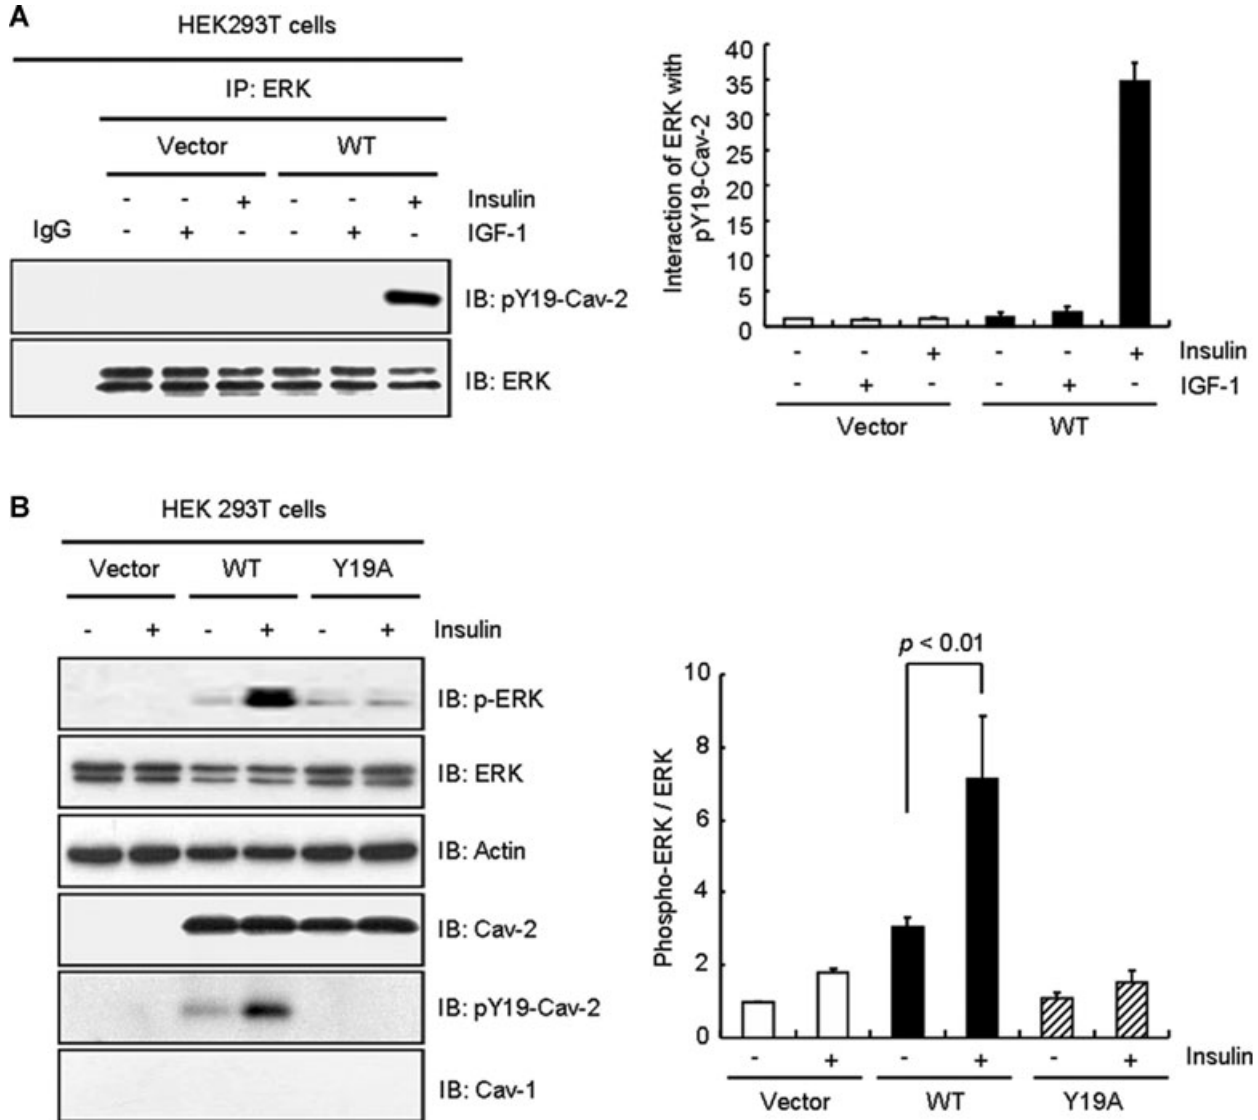 A
HEK293T cells
IP: ERK
Vector WT
- - + - - + Insulin
IgG - + - - + - IGF-1
IB: pY19-Cav-2
IB: ERK
Interaction of ERK with
pY19-Cav-2
40
35
30
25
20
15
10
5
0
- - + - - + Insulin
- + - - + - IGF-1
Vector WT
B
HEK 293T cells
Vector WT Y19A
- + - + - + Insulin
IB: p-ERK
IB: ERK
IB: Actin
IB: Cav-2
IB: pY19-Cav-2
IB: Cav-1
p < 0.01
Phospho-ERK / ERK
10
8
6
4
2
0
- + - + - + Insulin
Vector WT Y19A